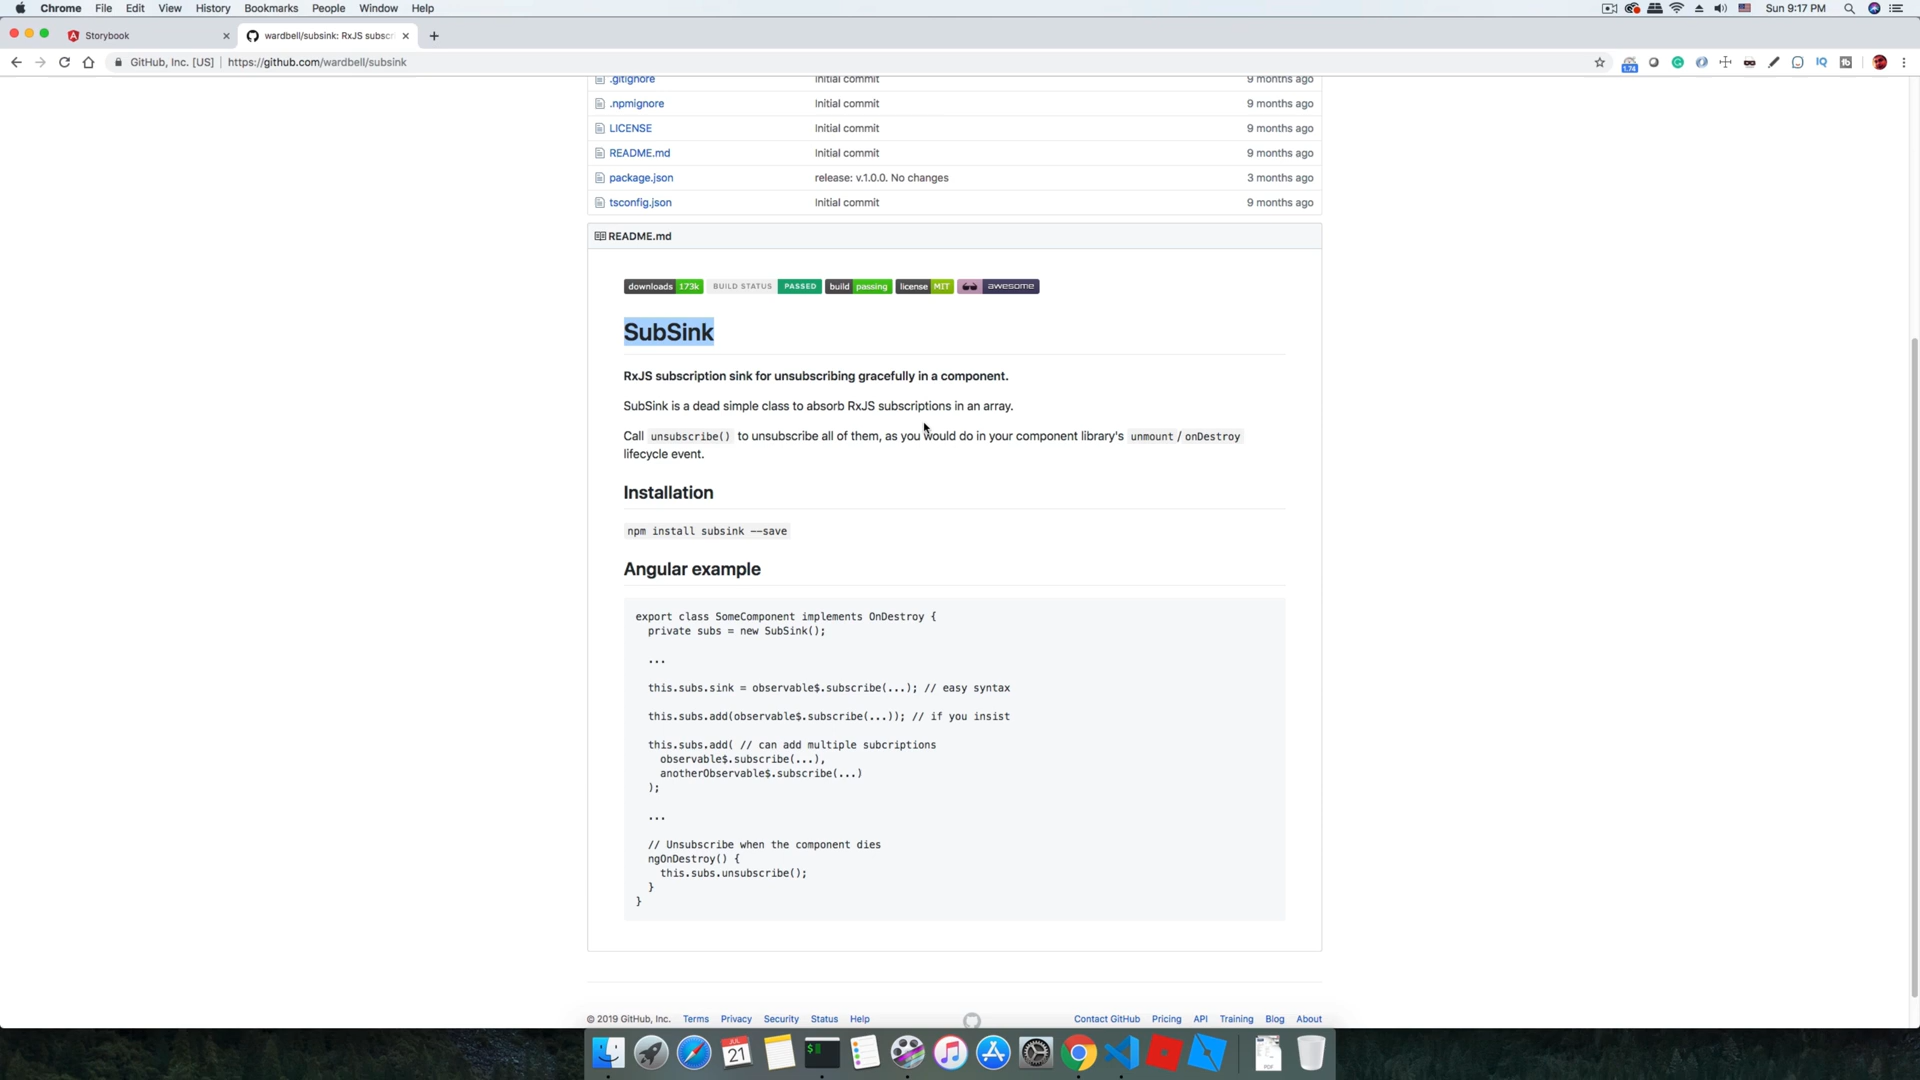 Chrome File Edit View History Bookmarks People Window Help
Sun 9:17 PM
Storybook
wardbell/subsink: RxJS subscri
GitHub, Inc. [US] https://github.com/wardbell/subsink
1.74
IQ
.gitignore Initial commit 9 months ago
.npmignore Initial commit 9 months ago
LICENSE Initial commit 9 months ago
README.md Initial commit 9 months ago
package.json release: v.1.0.0. No changes 3 months ago
tsconfig.json Initial commit 9 months ago
README.md
downloads 173k BUILD STATUS PASSED build passing license MIT awesome
SubSink
RxJS subscription sink for unsubscribing gracefully in a component.
SubSink is a dead simple class to absorb RxJS subscriptions in an array.
Call unsubscribe() to unsubscribe all of them, as you would do in your component library's unmount / onDestroy
lifecycle event.
Installation
npm install subsink --save
Angular example
export class SomeComponent implements OnDestroy {
private subs = new SubSink();
...
this.subs.sink = observable$.subscribe(...); // easy syntax
this.subs.add(observable$.subscribe(...)); // if you insist
this.subs.add( // can add multiple subcriptions
observable$.subscribe(...),
anotherObservable$.subscribe(...)
);
...
// Unsubscribe when the component dies
ngOnDestroy() {
this.subs.unsubscribe();
}
}
© 2019 GitHub, Inc. Terms Privacy Security Status Help
Contact GitHub Pricing API Training Blog About
JUL
21
$
PDF